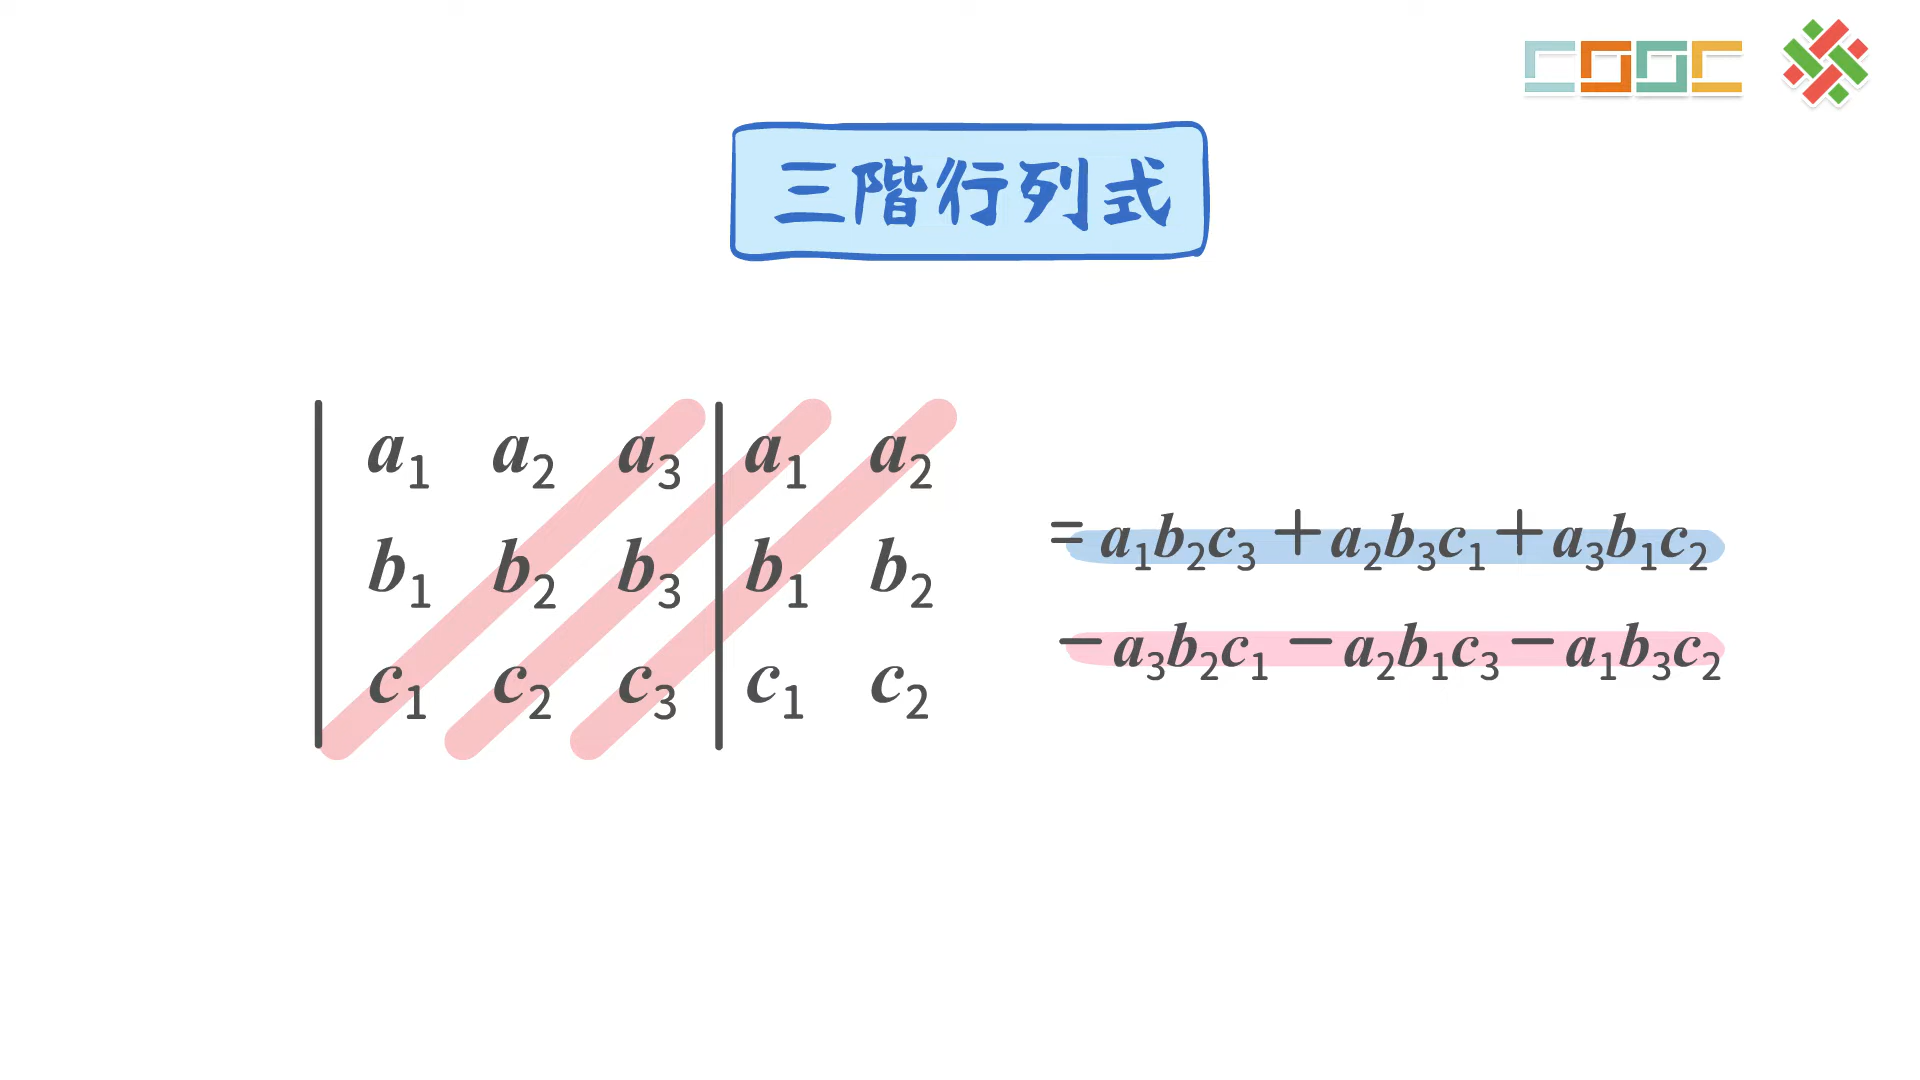 COOC
三階行列式
a₁ a₂ a₃ a₁ a₂
b₁ b₂ b₃ b₁ b₂
c₁ c₂ c₃ c₁ c₂
= a₁b₂c₃ + a₂b₃c₁ + a₃b₁c₂
− a₃b₂c₁ − a₂b₁c₃ − a₁b₃c₂